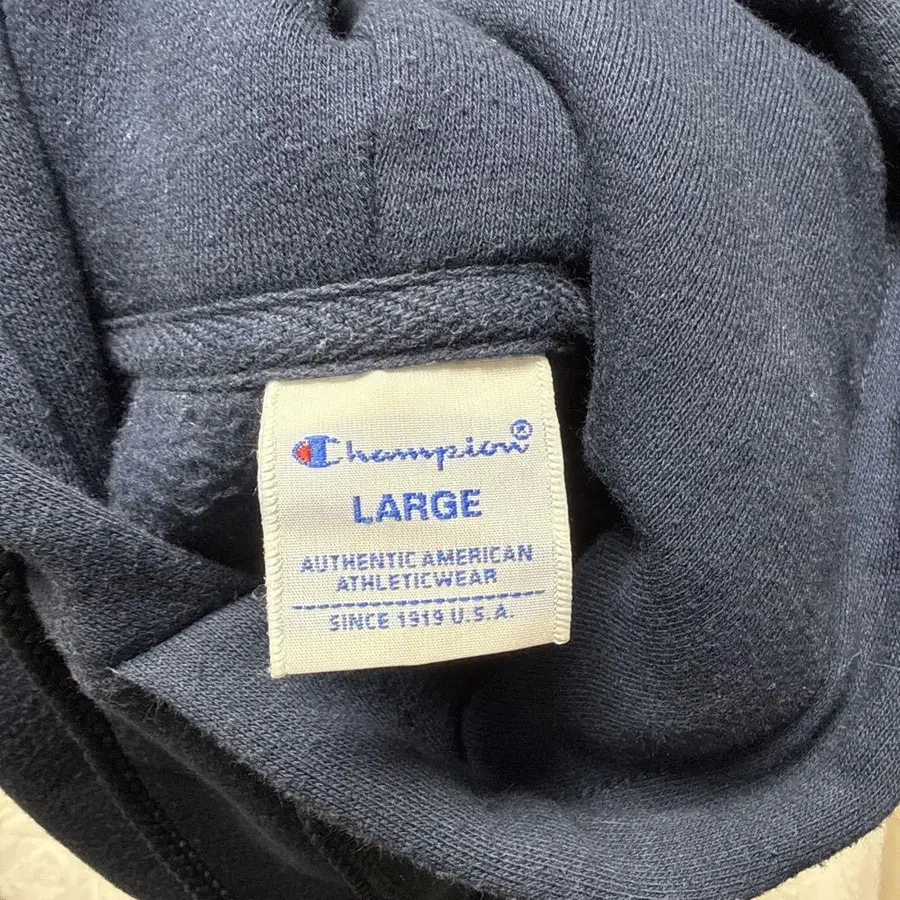 Champion®
LARGE
AUTHENTIC AMERICAN
ATHLETICWEAR
SINCE 1919 U.S.A.